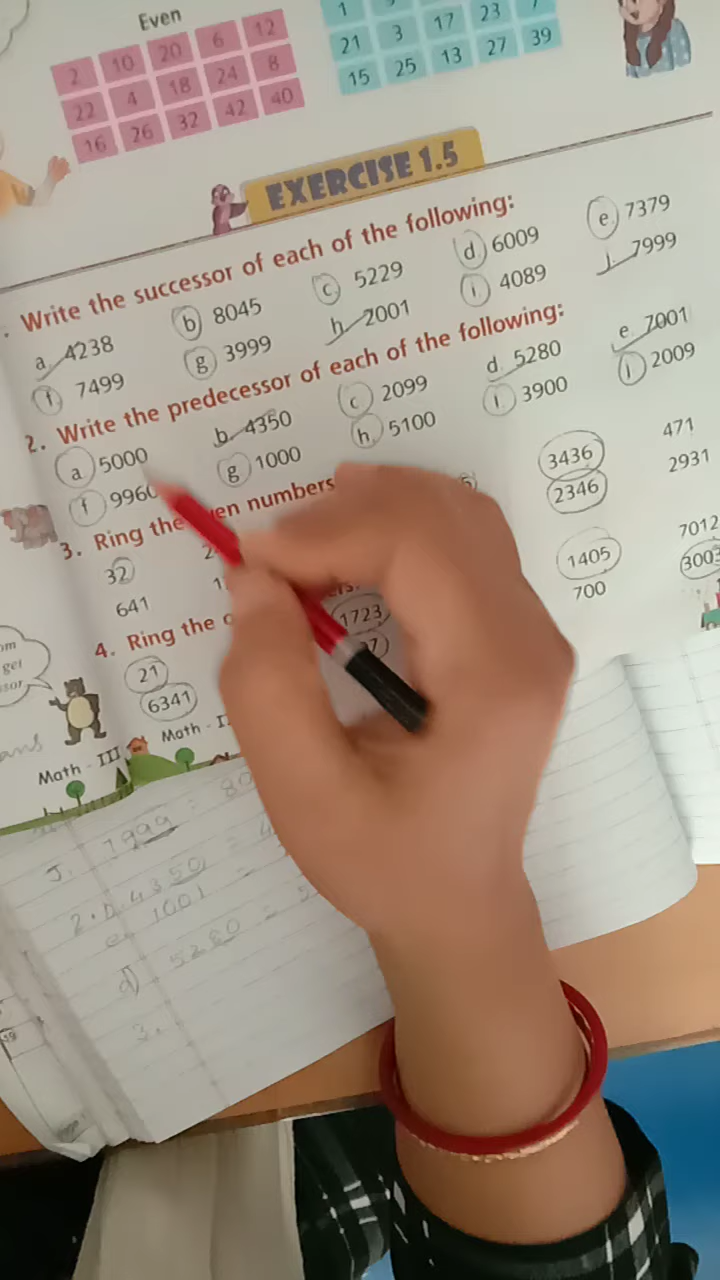 Even
2 10 20 6 12
22 4 18 24 8
16 26 32 42 40
1
21 3 17 23 7
15 25 13 27 39
EXERCISE 1.5
Write the successor of each of the following:
a 4238 b 8045 c 5229 d 6009 e 7379
f 7499 g 3999 h 2001 i 4089 j 7999
2. Write the predecessor of each of the following:
a 5000 b 4350 c 2099 d 5280 e 7001
f 9960 g 1000 h 5100 i 3900 j 2009
3. Ring the even numbers
32 3436 471
641 2346 2931
4. Ring the
21 1723 1405 7012
6341 700 3003
Math - III Math -
J. 7999
2. b. 4350
e 1001
d) 5280
3.